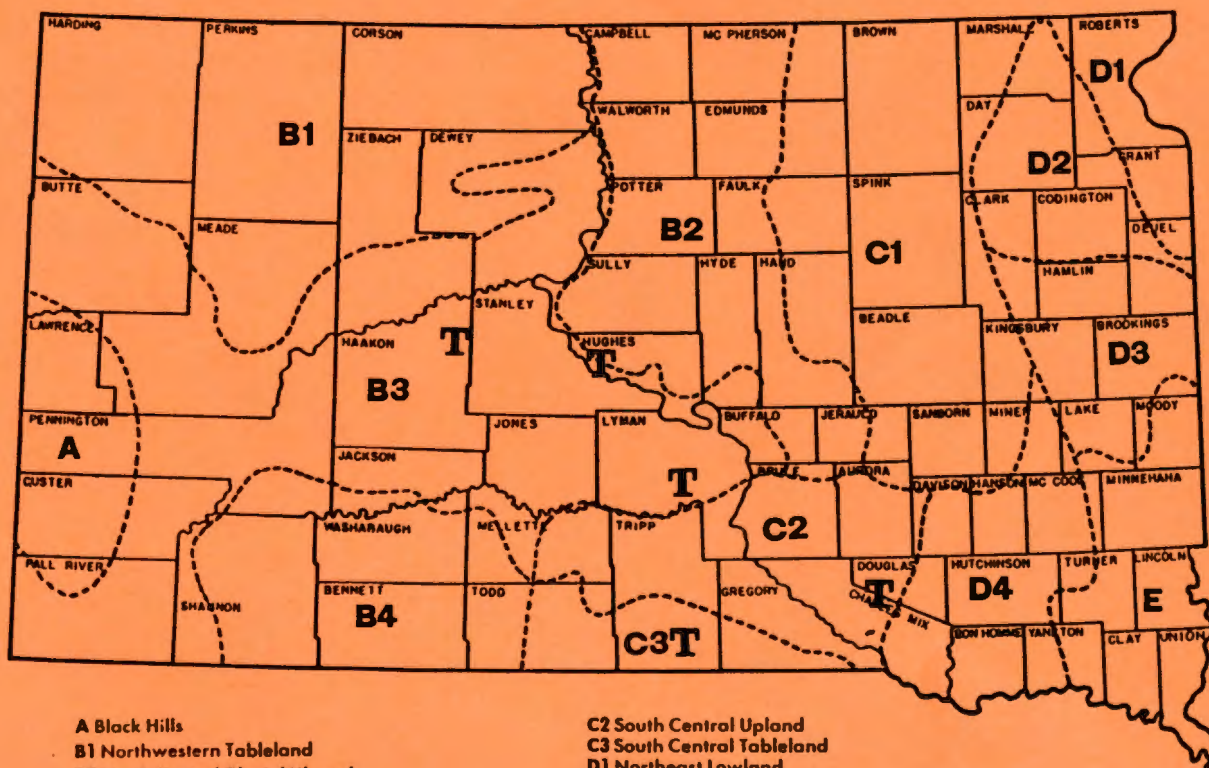 HARDING
PERKINS
CORSON
CAMPBELL
MC PHERSON
BROWN
MARSHALL
ROBERTS
D1
WALWORTH
EDMUNDS
DAY
B1
ZIEBACH
DEWEY
D2
GRANT
BUTTE
POTTER
FAULK
SPINK
CLARK
CODINGTON
MEADE
B2
DEUEL
SULLY
HYDE
HAND
C1
HAMLIN
STANLEY
LAWRENCE
HAAKON
T
HUGHES
T
BEADLE
KINGSBURY
BROOKINGS
D3
B3
PENNINGTON
A
JONES
LYMAN
BUFFALO
JERAULD
SANBORN
MINER
LAKE
MOODY
JACKSON
CUSTER
T
BRULE
AURORA
DAVISON
HANSON
MC COOK
MINNEHAHA
WASHABAUGH
MELLETT
TRIPP
C2
FALL RIVER
SHANNON
BENNETT
B4
TODD
GREGORY
DOUGLAS
T
CHARLES MIX
HUTCHINSON
D4
TURNER
LINCOLN
E
C3 T
BON HOMME
YANKTON
CLAY
UNION
A Black Hills
B1 Northwestern Tableland
C2 South Central Upland
C3 South Central Tableland
D1 Northeast Lowland